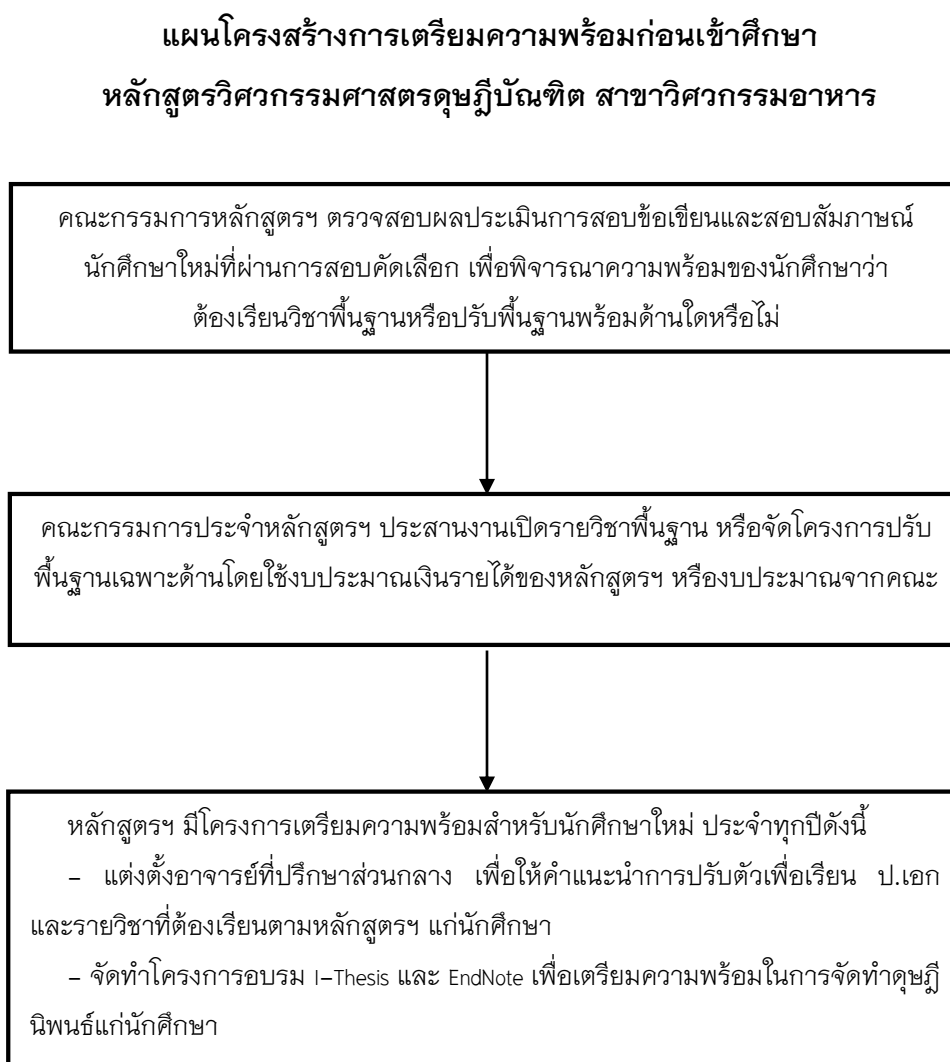 แผนโครงสร้างการเตรียมความพร้อมก่อนเข้าศึกษา
หลักสูตรวิศวกรรมศาสตรดุษฎีบัณฑิต สาขาวิศวกรรมอาหาร
คณะกรรมการหลักสูตรฯ ตรวจสอบผลประเมินการสอบข้อเขียนและสอบสัมภาษณ์
นักศึกษาใหม่ที่ผ่านการสอบคัดเลือก เพื่อพิจารณาความพร้อมของนักศึกษาว่า
ต้องเรียนวิชาพื้นฐานหรือปรับพื้นฐานพร้อมด้านใดหรือไม่
คณะกรรมการประจำหลักสูตรฯ ประสานงานเปิดรายวิชาพื้นฐาน หรือจัดโครงการปรับ
พื้นฐานเฉพาะด้านโดยใช้งบประมาณเงินรายได้ของหลักสูตรฯ หรืองบประมาณจากคณะ
หลักสูตรฯ มีโครงการเตรียมความพร้อมสำหรับนักศึกษาใหม่ ประจำทุกปีดังนี้
– แต่งตั้งอาจารย์ที่ปรึกษาส่วนกลาง เพื่อให้คำแนะนำการปรับตัวเพื่อเรียน ป.เอก
และรายวิชาที่ต้องเรียนตามหลักสูตรฯ แก่นักศึกษา
– จัดทำโครงการอบรม I-Thesis และ EndNote เพื่อเตรียมความพร้อมในการจัดทำดุษฎี
นิพนธ์แก่นักศึกษา